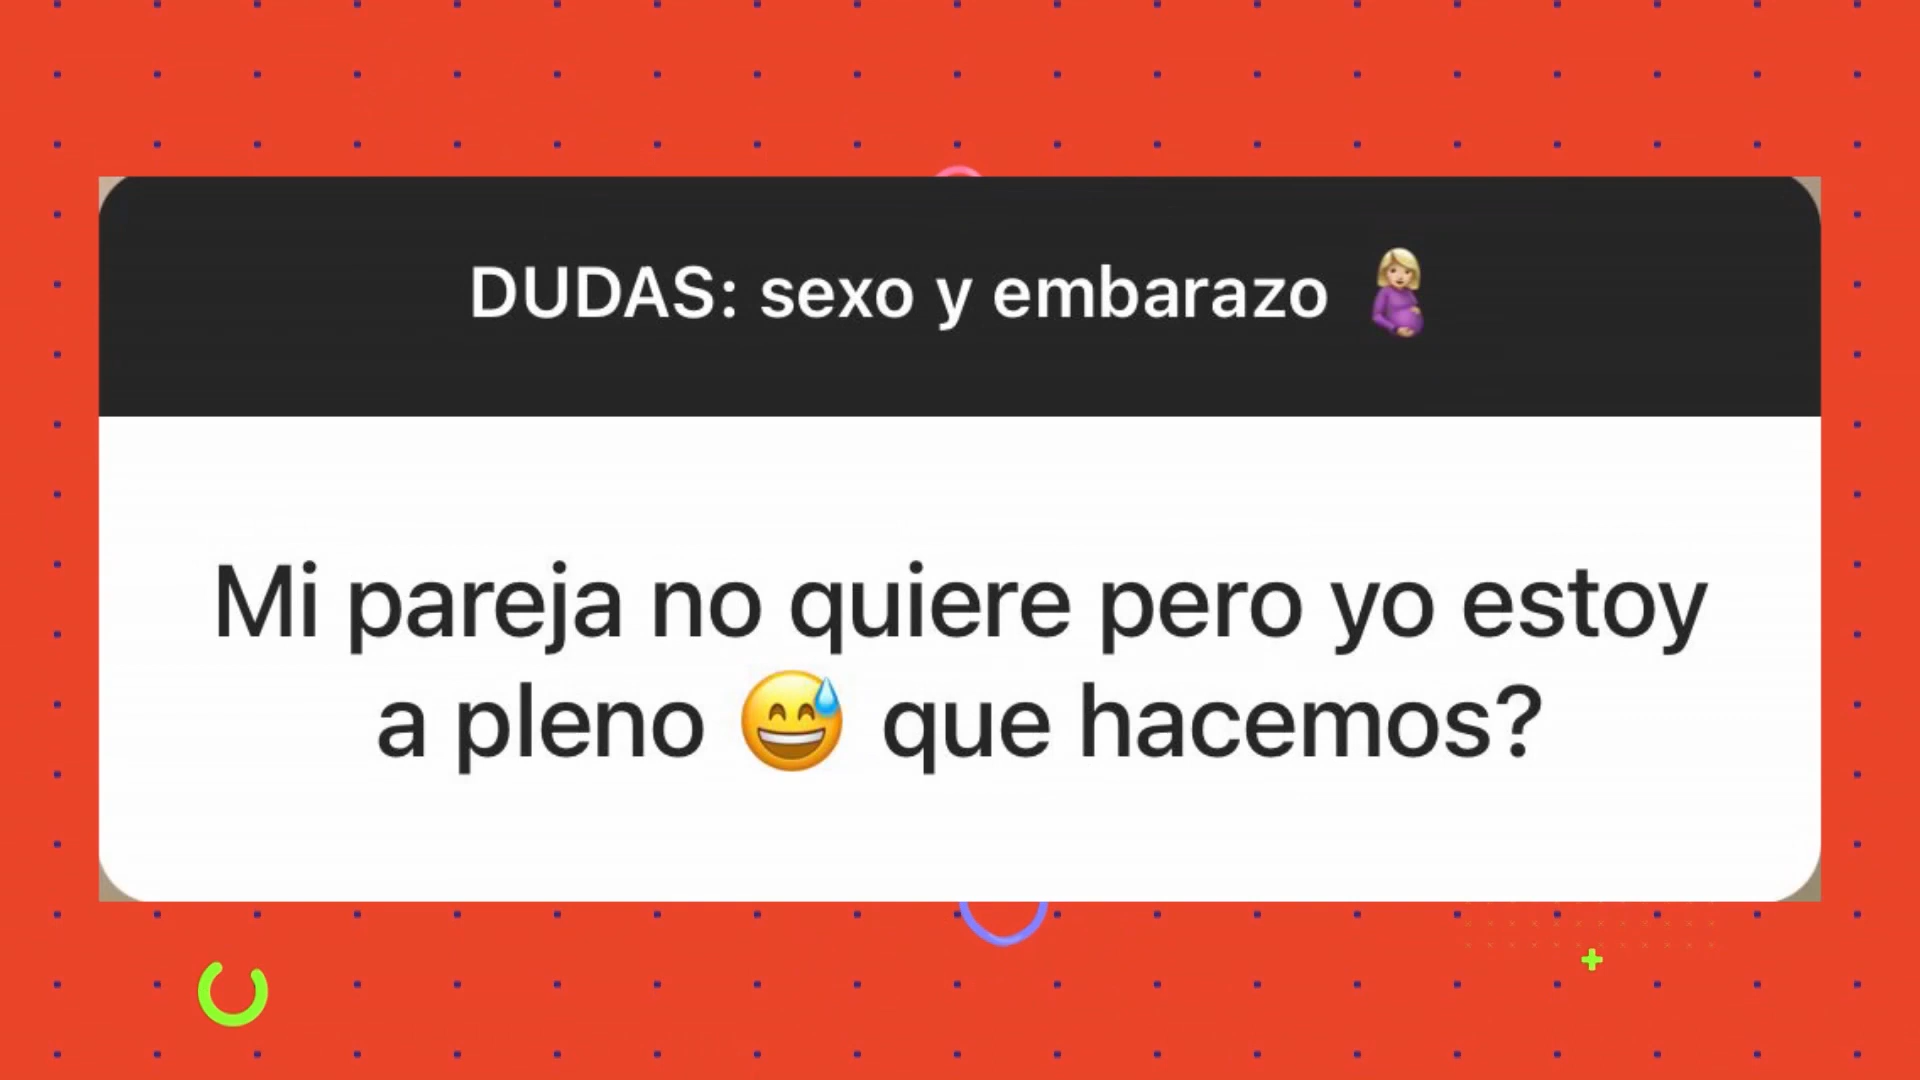 DUDAS: sexo y embarazo 🤰🏼
Mi pareja no quiere pero yo estoy
a pleno 😅 que hacemos?